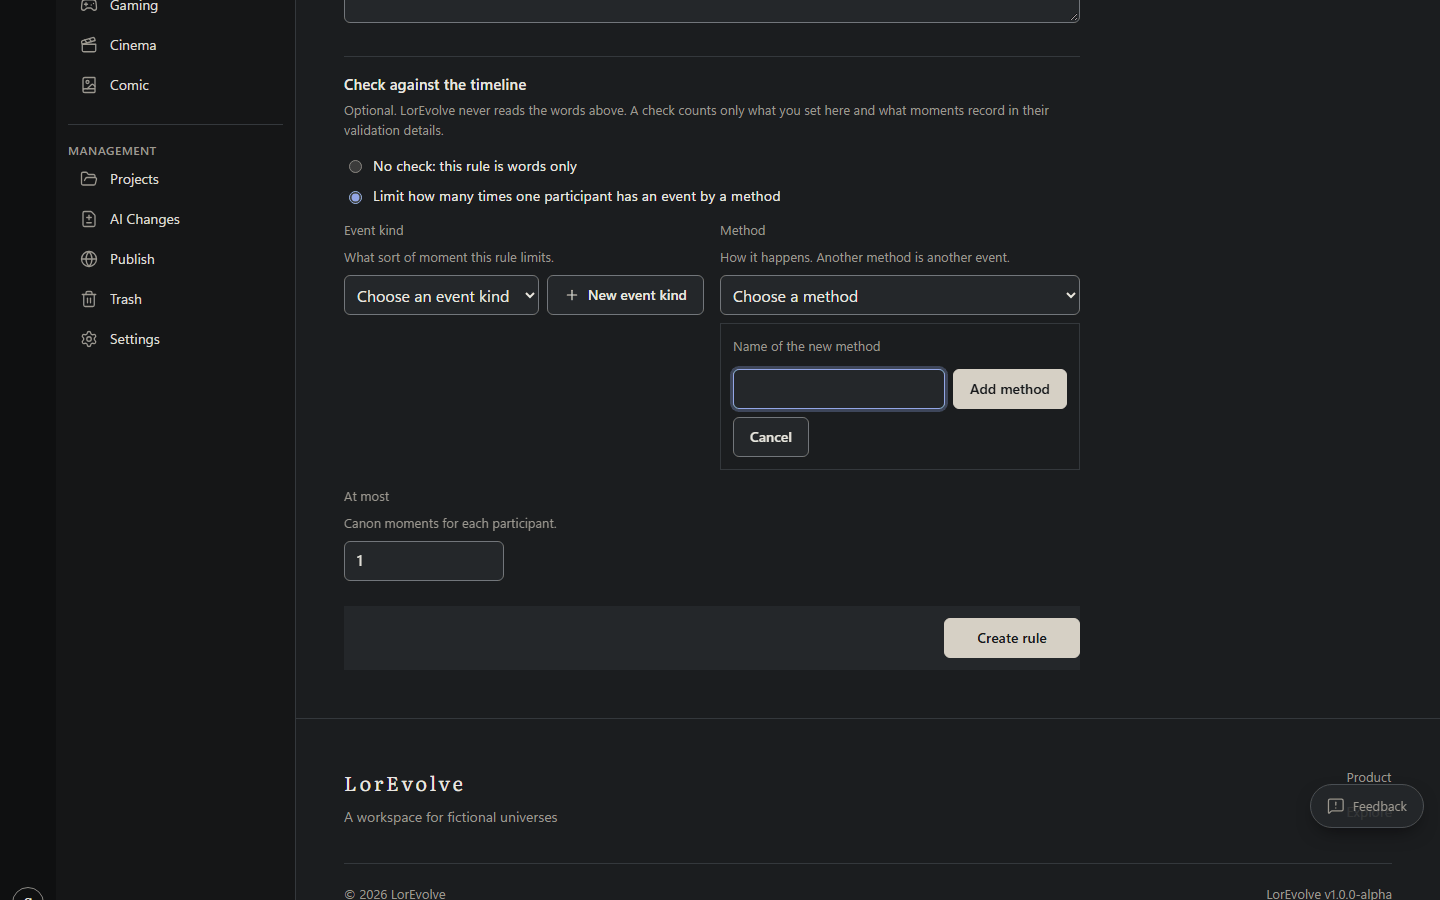 Gaming
Cinema
Comic
MANAGEMENT
Projects
AI Changes
Publish
Trash
Settings
Check against the timeline
Optional. LorEvolve never reads the words above. A check counts only what you set here and what moments record in their
validation details.
No check: this rule is words only
Limit how many times one participant has an event by a method
Event kind
What sort of moment this rule limits.
Choose an event kind
New event kind
Method
How it happens. Another method is another event.
Choose a method
Name of the new method
Add method
Cancel
At most
Canon moments for each participant.
1
Create rule
LorEvolve
A workspace for fictional universes
Product
Explore
Feedback
© 2026 LorEvolve
LorEvolve v1.0.0-alpha